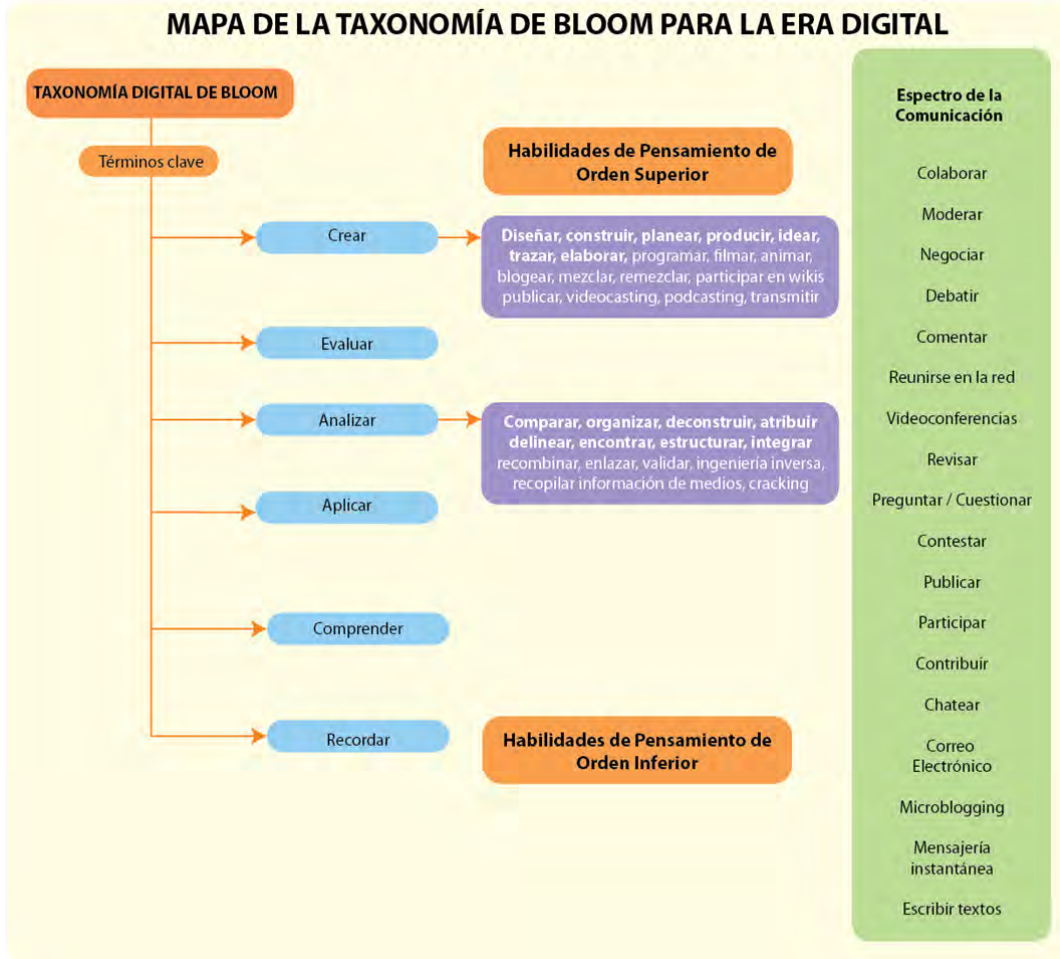 MAPA DE LA TAXONOMÍA DE BLOOM PARA LA ERA DIGITAL
TAXONOMÍA DIGITAL DE BLOOM
Términos clave
Habilidades de Pensamiento de
Orden Superior
Crear
Diseñar, construir, planear, producir, idear,
trazar, elaborar, programar, filmar, animar,
blogear, mezclar, remezclar, participar en wikis
publicar, videocasting, podcasting, transmitir
Evaluar
Analizar
Comparar, organizar, deconstruir, atribuir
delinear, encontrar, estructurar, integrar
recombinar, enlazar, validar, ingeniería inversa,
recopilar información de medios, cracking
Aplicar
Comprender
Recordar
Habilidades de Pensamiento de
Orden Inferior
Espectro de la
Comunicación
Colaborar
Moderar
Negociar
Debatir
Comentar
Reunirse en la red
Videoconferencias
Revisar
Preguntar / Cuestionar
Contestar
Publicar
Participar
Contribuir
Chatear
Correo
Electrónico
Microblogging
Mensajería
instantánea
Escribir textos